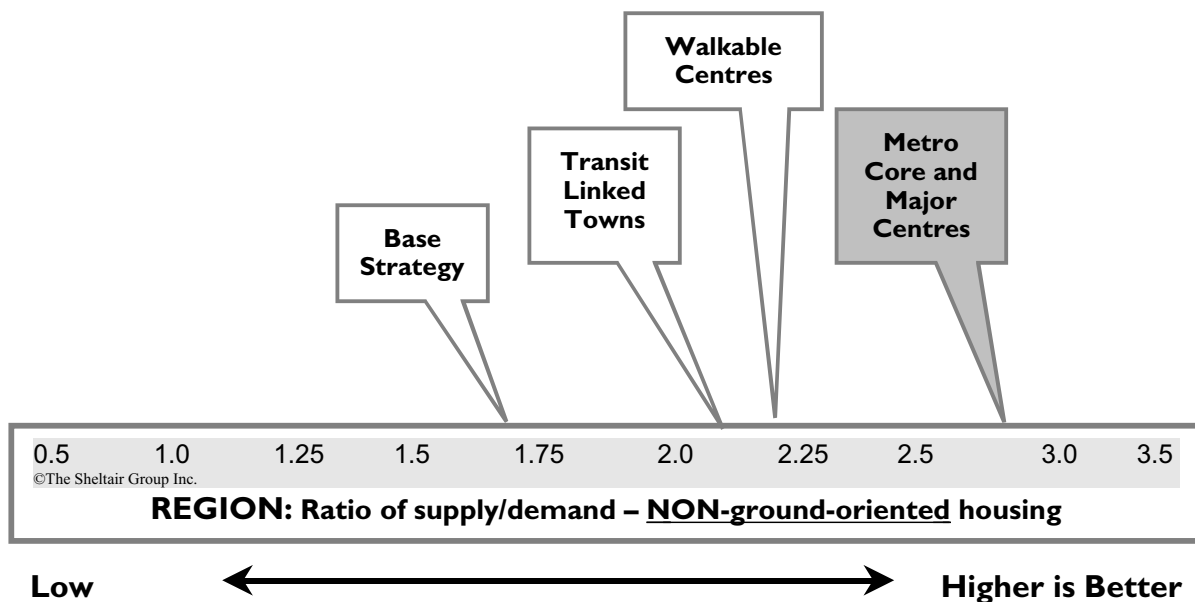 Walkable
Centres
Transit
Linked
Towns
Metro
Core and
Major
Centres
Base
Strategy
0.5 1.0 1.25 1.5 1.75 2.0 2.25 2.5 3.0 3.5
©The Sheltair Group Inc.
REGION: Ratio of supply/demand – NON-ground-oriented housing
Low Higher is Better